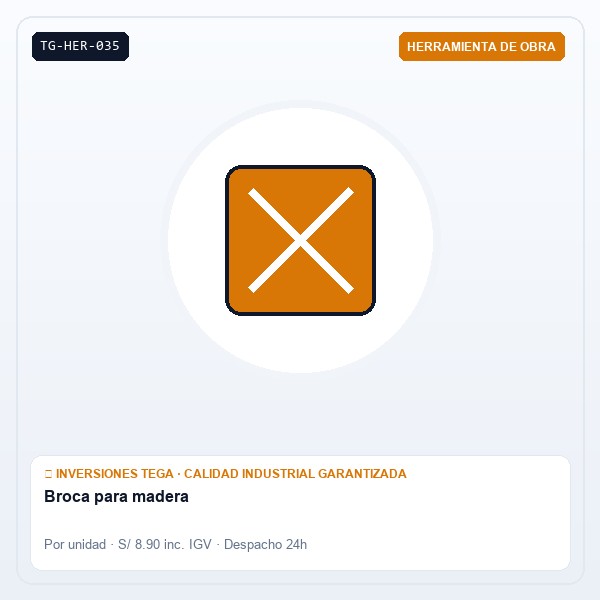 TG-HER-035
HERRAMIENTA DE OBRA
INVERSIONES TEGA · CALIDAD INDUSTRIAL GARANTIZADA
Broca para madera
Por unidad · S/ 8.90 inc. IGV · Despacho 24h